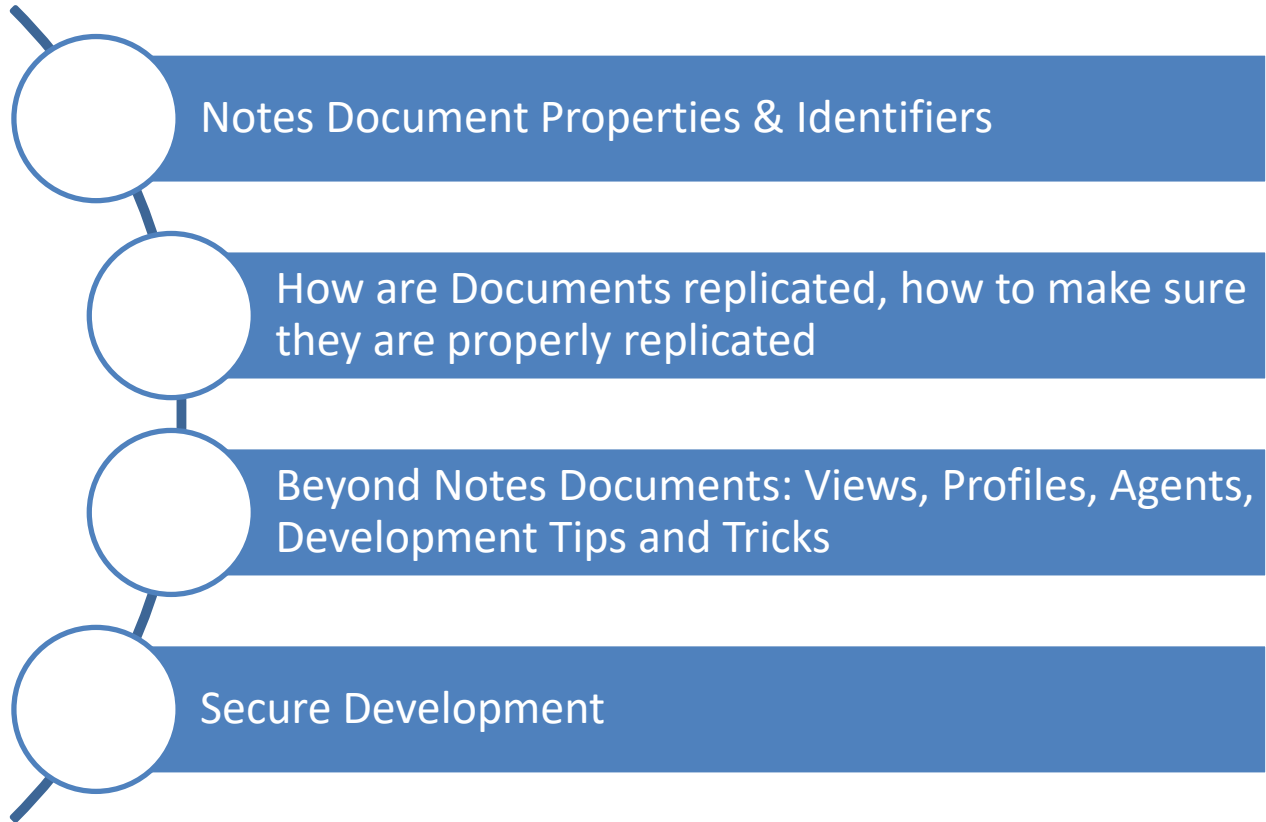 Notes Document Properties & Identifiers
How are Documents replicated, how to make sure
they are properly replicated
Beyond Notes Documents: Views, Profiles, Agents,
Development Tips and Tricks
Secure Development